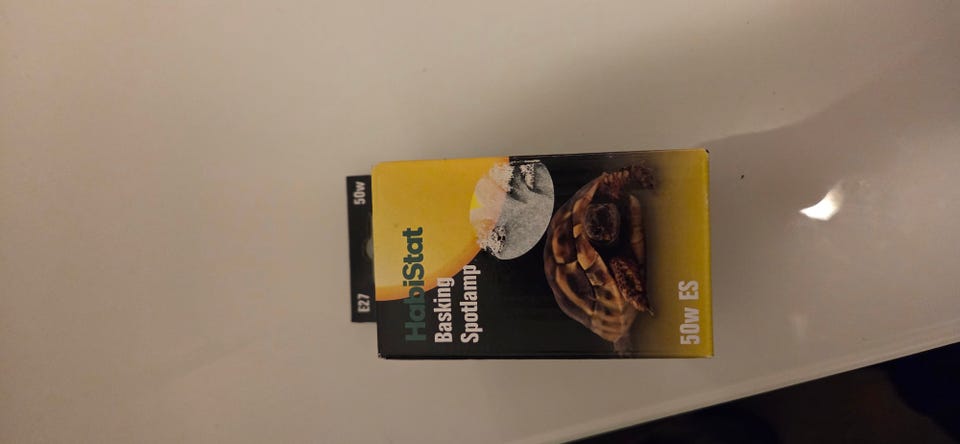 E27 50w
HabiStat
Basking
Spotlamp
50w ES